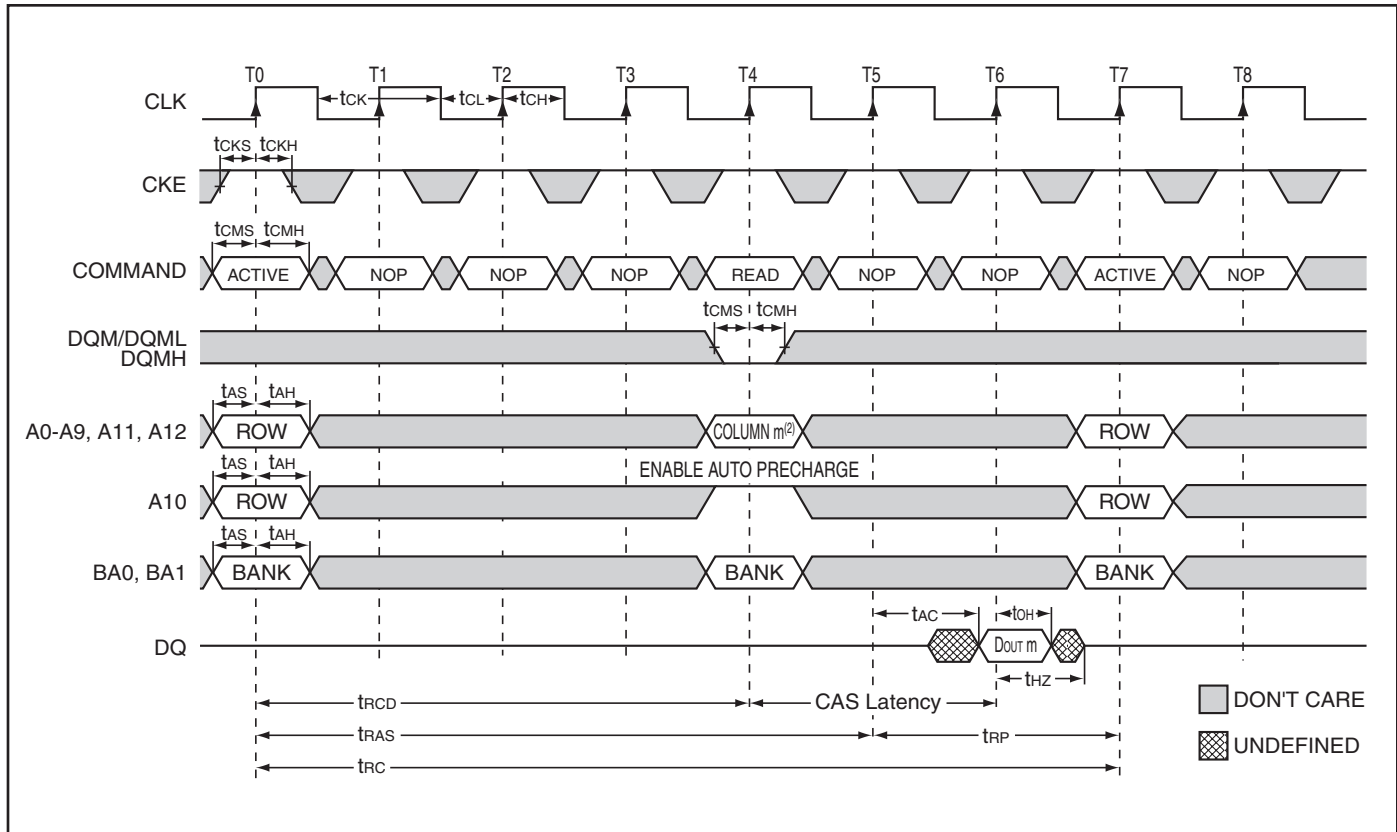 T0 T1 T2 T3 T4 T5 T6 T7 T8
CLK tCK tCL tCH
tCKS tCKH
CKE
tCMS tCMH
COMMAND ACTIVE NOP NOP NOP READ NOP NOP ACTIVE NOP
tCMS tCMH
DQM/DQML
DQMH
tAS tAH
A0-A9, A11, A12 ROW COLUMN m(2) ROW
tAS tAH ENABLE AUTO PRECHARGE
A10 ROW ROW
tAS tAH
BA0, BA1 BANK BANK BANK
tAC tOH
DQ DOUT m
tHZ
tRCD CAS Latency DON'T CARE
tRAS tRP UNDEFINED
tRC